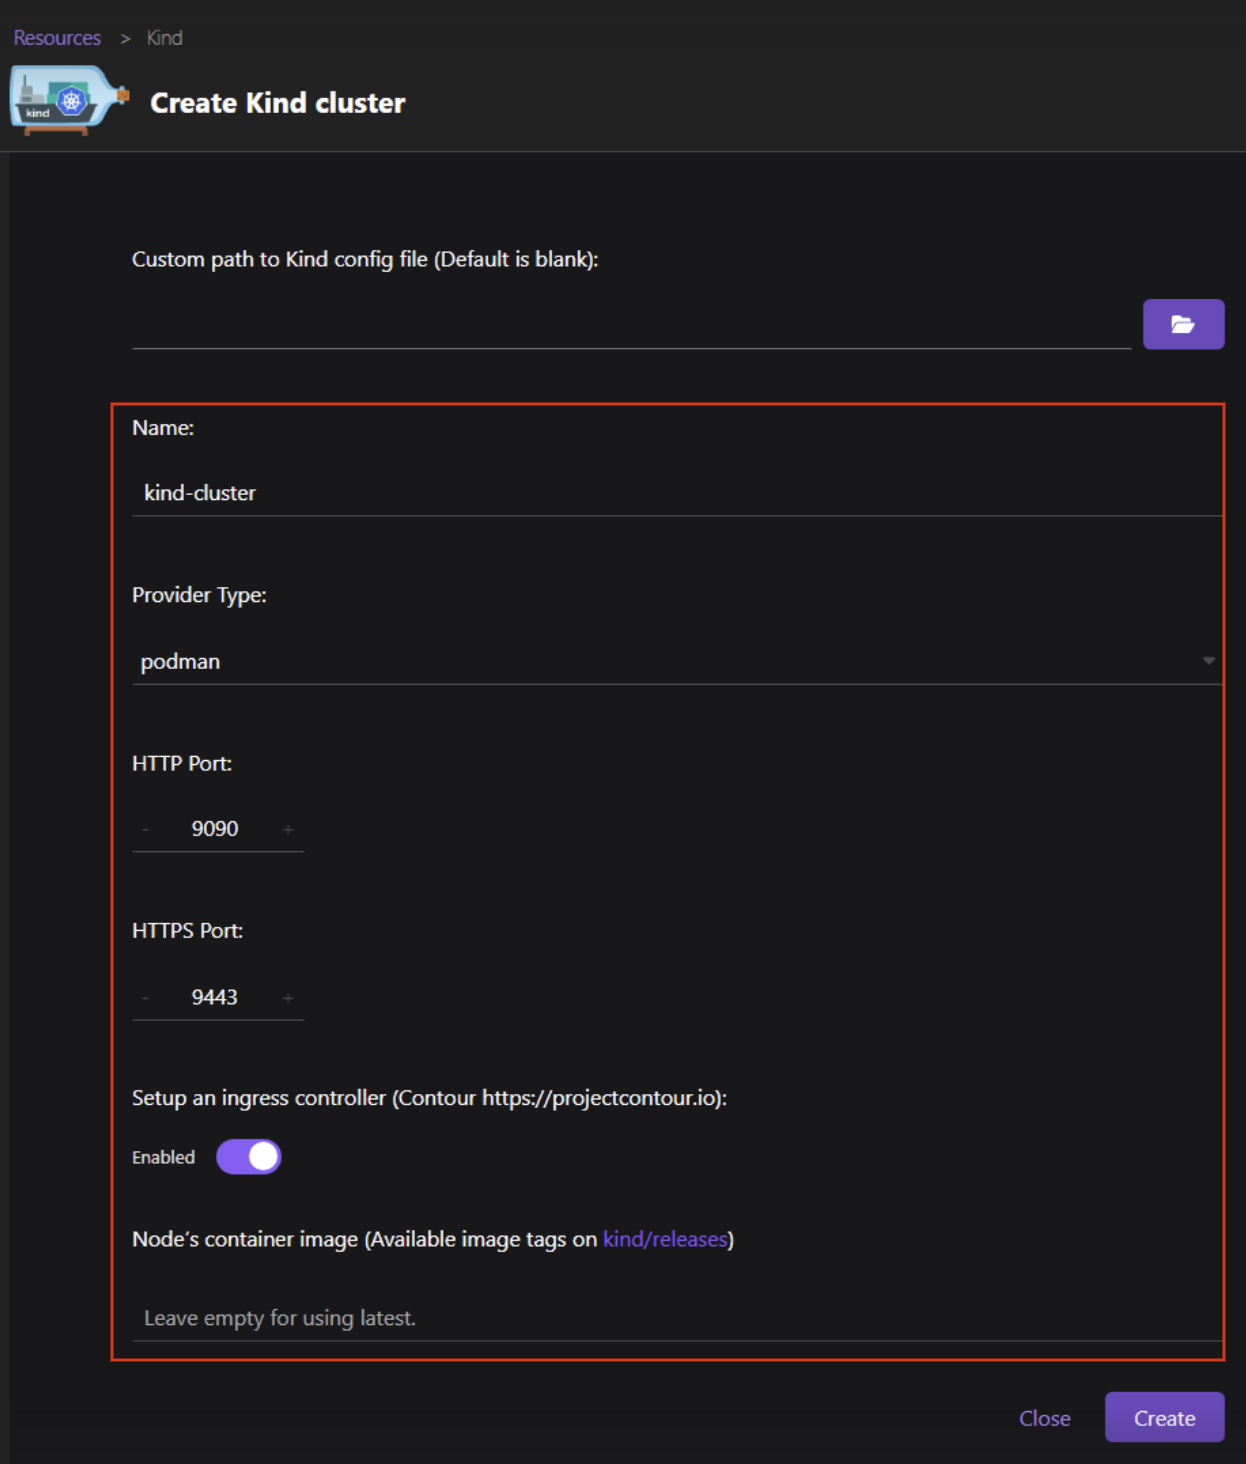 Resources > Kind
kind
Create Kind cluster
Custom path to Kind config file (Default is blank):
Name:
kind-cluster
Provider Type:
podman
HTTP Port:
- 9090 +
HTTPS Port:
- 9443 +
Setup an ingress controller (Contour https://projectcontour.io):
Enabled
Node’s container image (Available image tags on kind/releases)
Leave empty for using latest.
Close Create